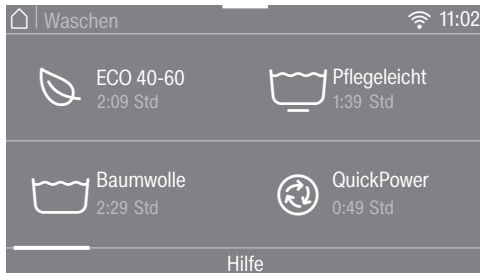 Waschen 11:02
ECO 40-60
2:09 Std
Pflegeleicht
1:39 Std
Baumwolle
2:29 Std
QuickPower
0:49 Std
Hilfe